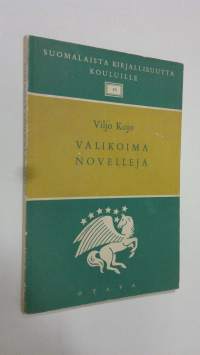 SUOMALAISTA KIRJALLISUUTTA
KOULUILLE
Viljo Kojo
VALIKOIMA
NOVELLEJA
OTAVA